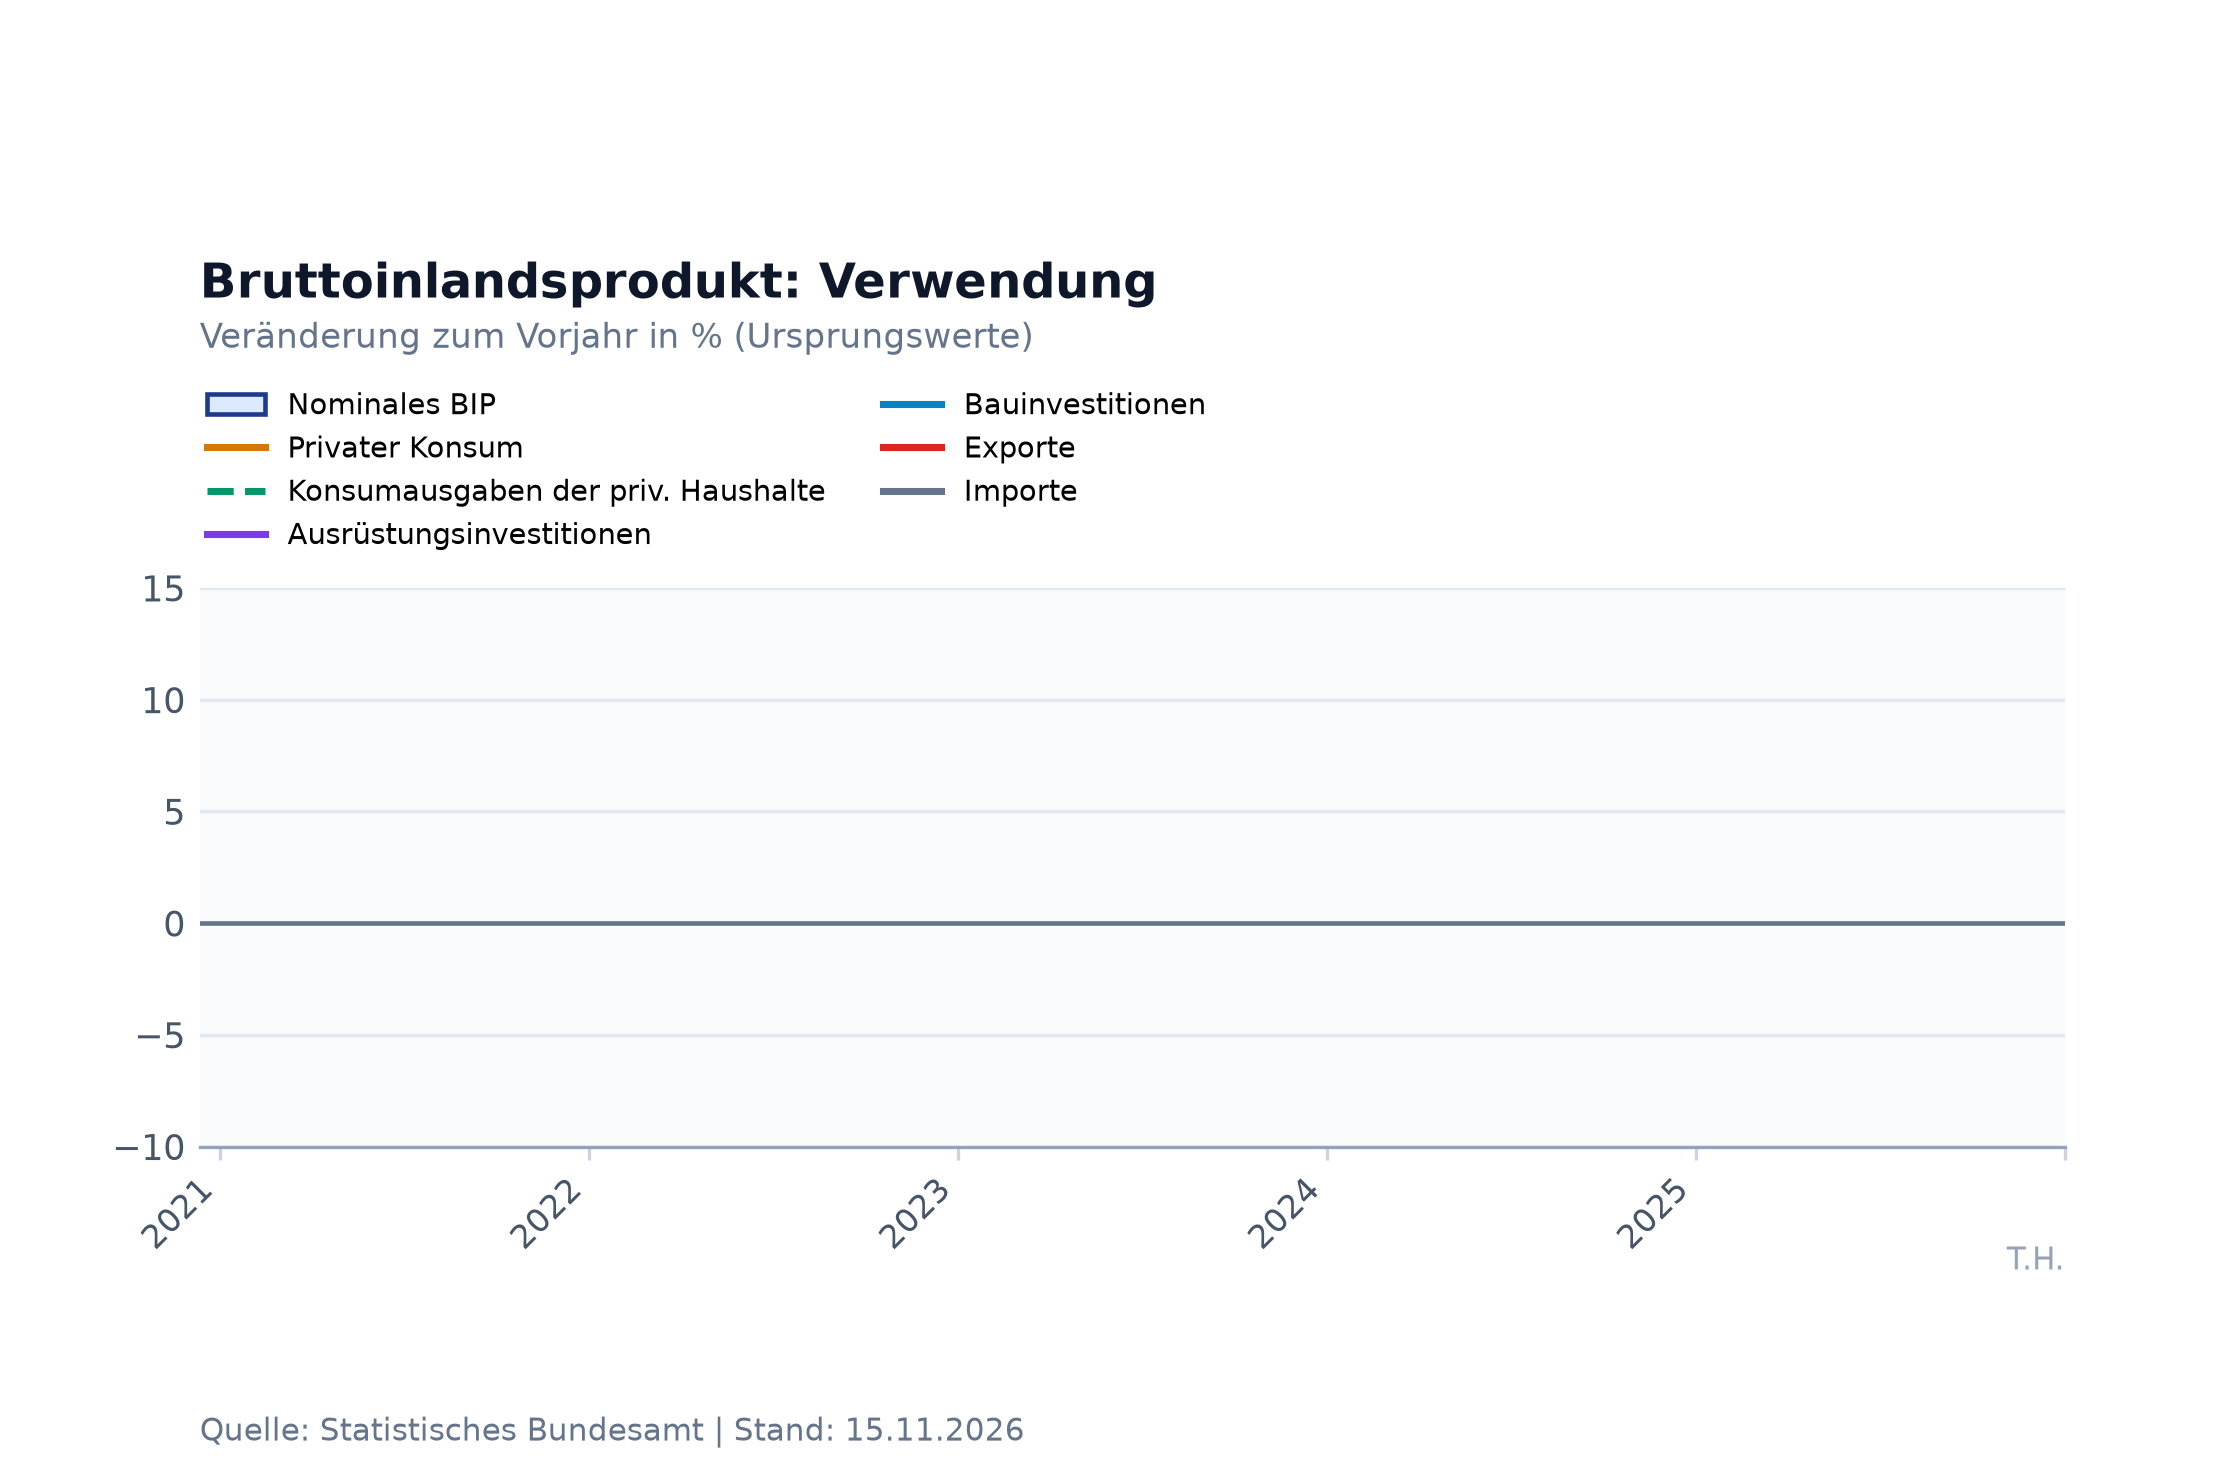 Bruttoinlandsprodukt: Verwendung
Veränderung zum Vorjahr in % (Ursprungswerte)
Nominales BIP
Privater Konsum
Konsumausgaben der priv. Haushalte
Ausrüstungsinvestitionen
Bauinvestitionen
Exporte
Importe
15
10
5
0
−5
−10
2021
2022
2023
2024
2025
T.H.
Quelle: Statistisches Bundesamt | Stand: 15.11.2026